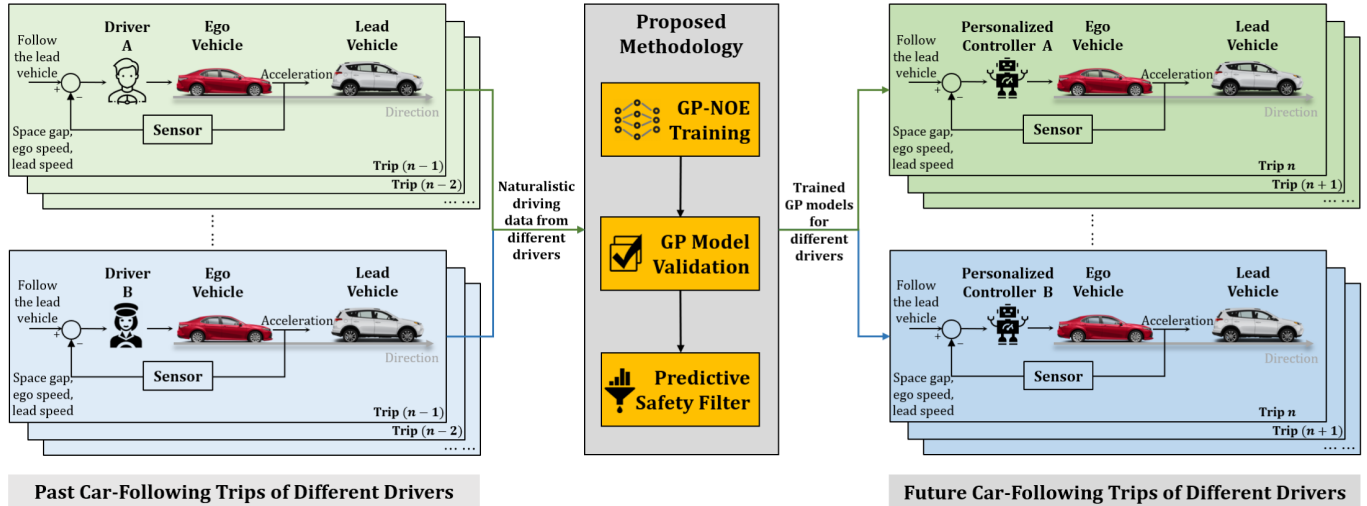 Driver
A
Ego
Vehicle
Lead
Vehicle
Follow
the lead
vehicle
+
−
Acceleration
Direction
Sensor
Space gap,
ego speed,
lead speed
Trip (n − 1)
Trip (n − 2)
... ...
Driver
B
Ego
Vehicle
Lead
Vehicle
Follow
the lead
vehicle
+
−
Acceleration
Direction
Sensor
Space gap,
ego speed,
lead speed
Trip (n − 1)
Trip (n − 2)
... ...
Past Car-Following Trips of Different Drivers
Naturalistic
driving
data from
different
drivers
Proposed
Methodology
GP-NOE
Training
GP Model
Validation
Predictive
Safety Filter
Trained
GP models
for
different
drivers
Personalized
Controller A
Ego
Vehicle
Lead
Vehicle
Follow
the lead
vehicle
+
−
Acceleration
Direction
Sensor
Space gap,
ego speed,
lead speed
Trip n
Trip (n + 1)
... ...
Personalized
Controller B
Ego
Vehicle
Lead
Vehicle
Follow
the lead
vehicle
+
−
Acceleration
Direction
Sensor
Space gap,
ego speed,
lead speed
Trip n
Trip (n + 1)
... ...
Future Car-Following Trips of Different Drivers